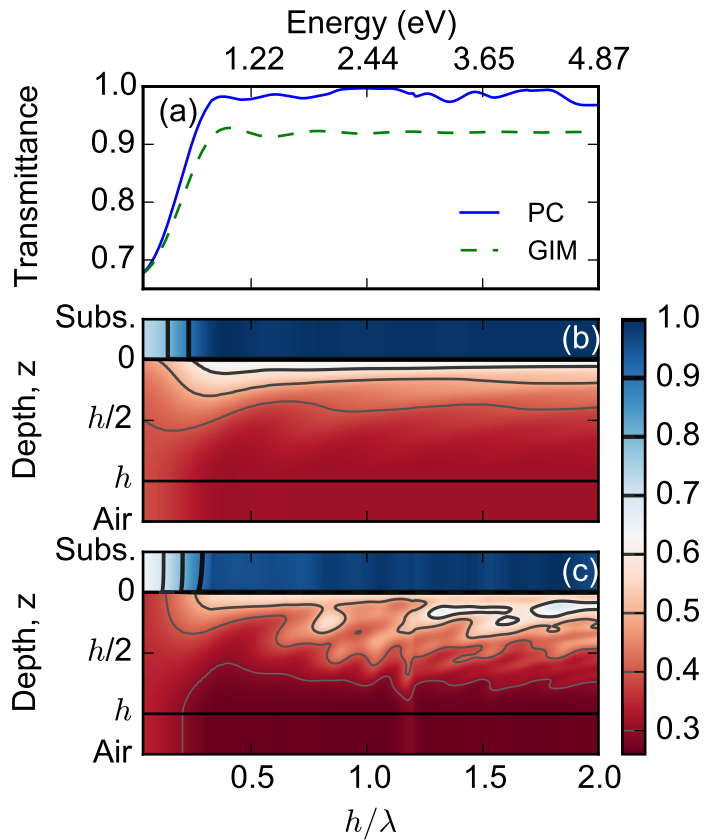 Energy (eV)
1.22 2.44 3.65 4.87
Transmittance
1.0
0.9
0.8
0.7
(a)
PC
GIM
Depth, z
Subs.
0
h/2
h
Air
(b)
Depth, z
Subs.
0
h/2
h
Air
(c)
0.5 1.0 1.5 2.0
h/λ
1.0
0.9
0.8
0.7
0.6
0.5
0.4
0.3